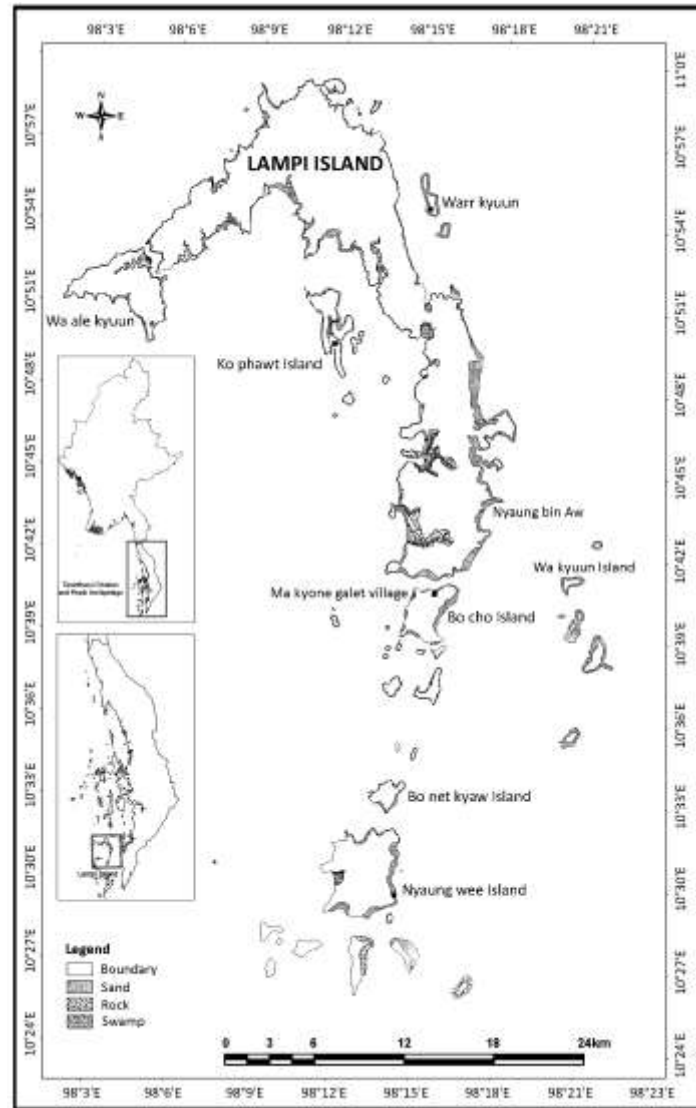 98°3'E 98°6'E 98°9'E 98°12'E 98°15'E 98°18'E 98°21'E
11°0'E
N
W E
S
10°57'E
10°57'E
LAMPI ISLAND
Warr kyuun
10°54'E
10°54'E
10°51'E
10°51'E
Wa ale kyuun
Ko phawt Island
10°48'E
10°48'E
10°45'E
10°45'E
Nyaung bin Aw
10°42'E
10°42'E
Wa kyuun Island
Ma kyone galet village
Bo cho Island
10°39'E
10°39'E
10°36'E
10°36'E
10°33'E
10°33'E
Bo net kyaw Island
Lampi Island
10°30'E
10°30'E
Nyaung wee Island
10°27'E
10°27'E
Legend
Boundary
Sand
Rock
Swamp
10°24'E
10°24'E
0 3 6 12 18 24km
98°3'E 98°6'E 98°9'E 98°12'E 98°15'E 98°18'E 98°21'E 98°23'E